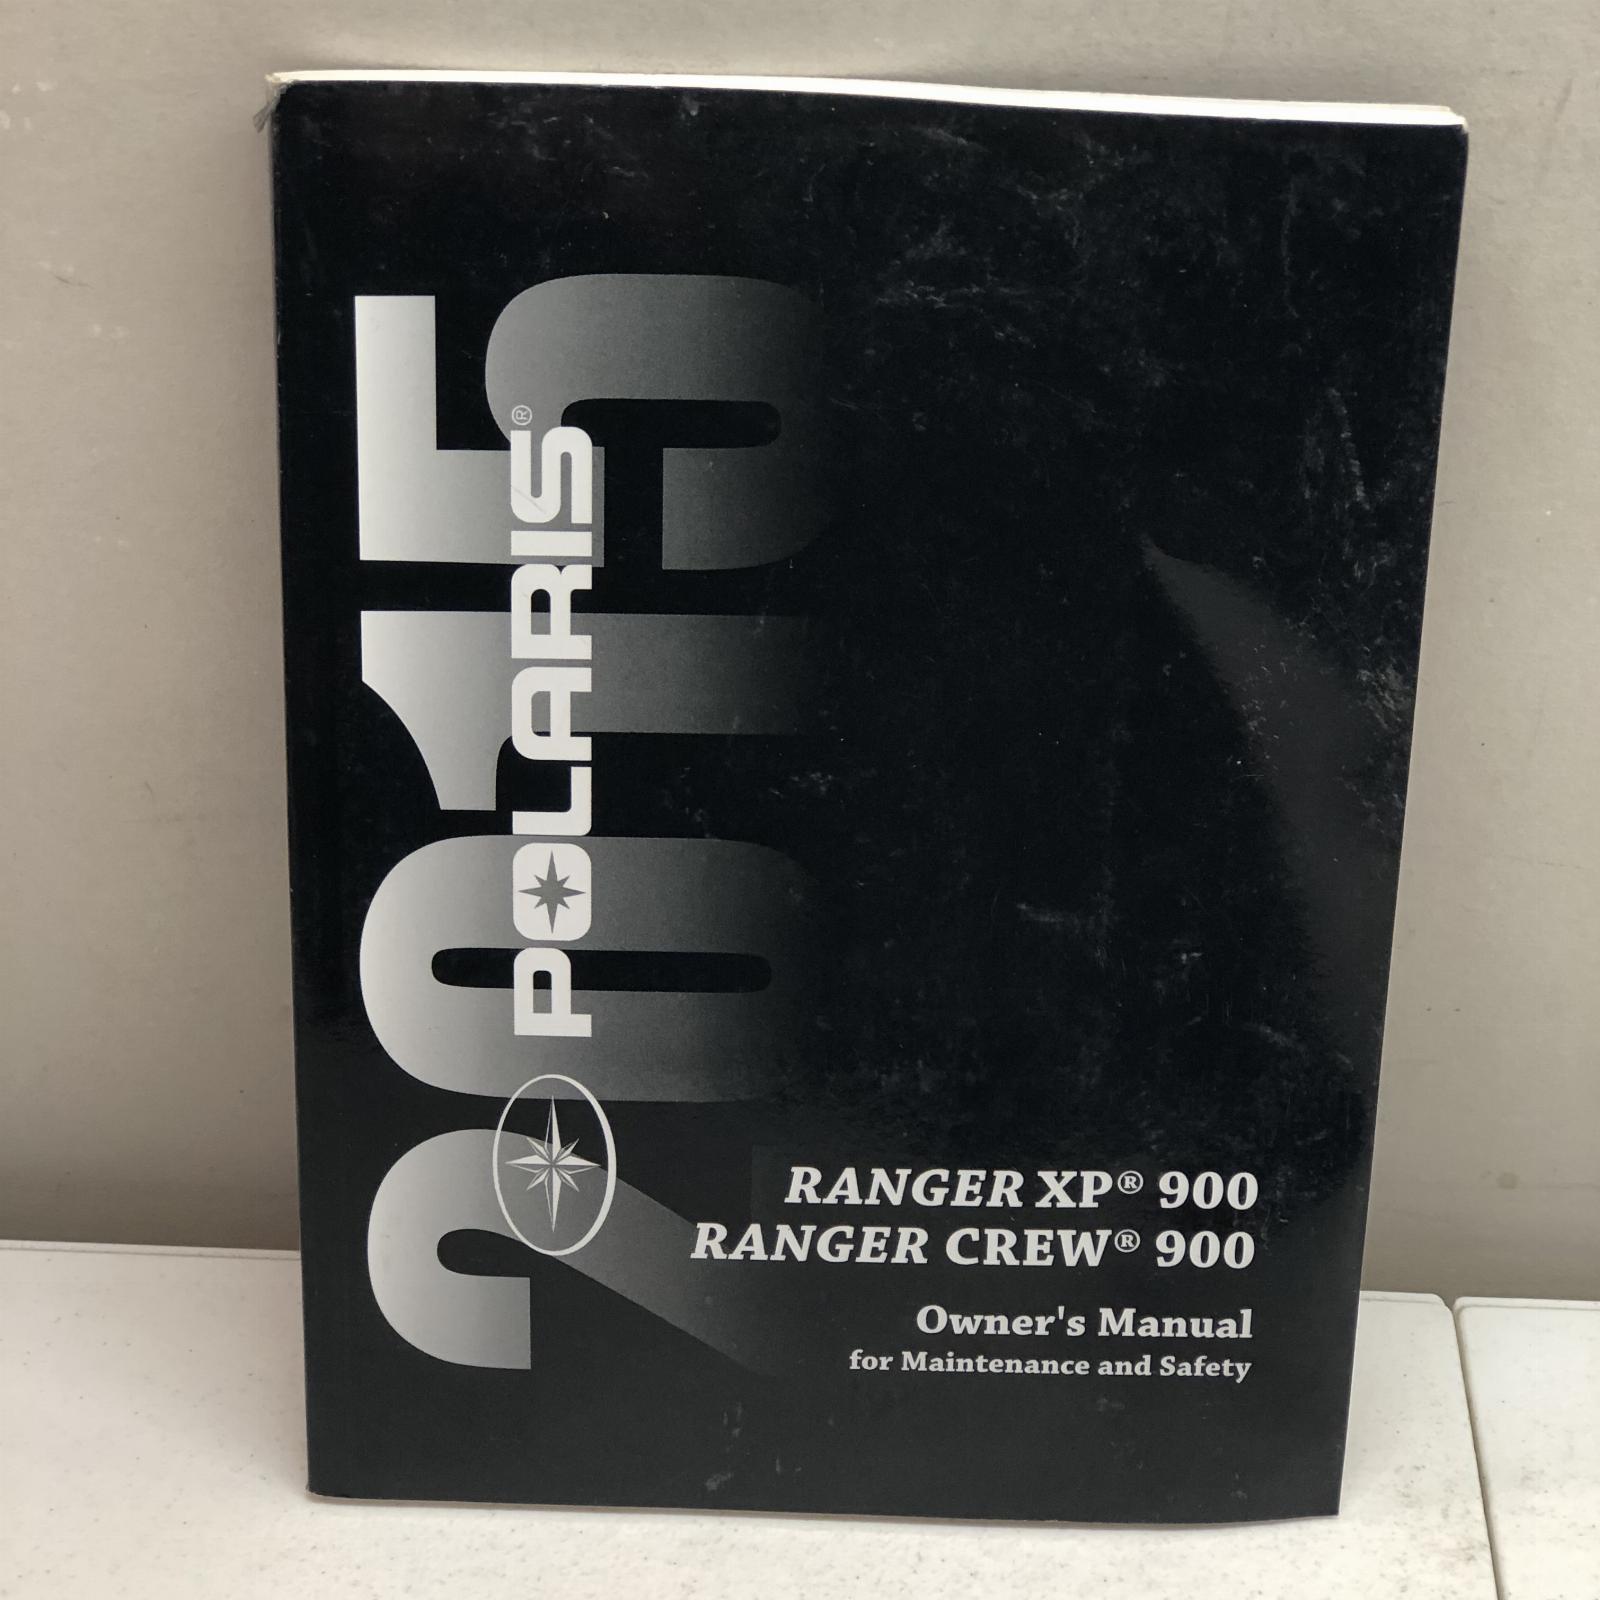 2015
POLARIS®
RANGER XP® 900
RANGER CREW® 900
Owner's Manual
for Maintenance and Safety